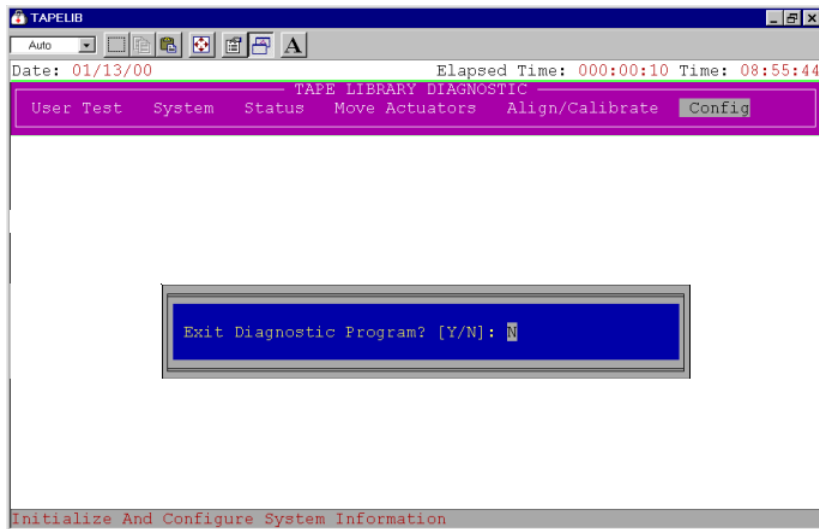 TAPELIB
Auto A
Date: 01/13/00 Elapsed Time: 000:00:10 Time: 08:55:44
TAPE LIBRARY DIAGNOSTIC
User Test System Status Move Actuators Align/Calibrate Config
Exit Diagnostic Program? [Y/N]: N
Initialize And Configure System Information